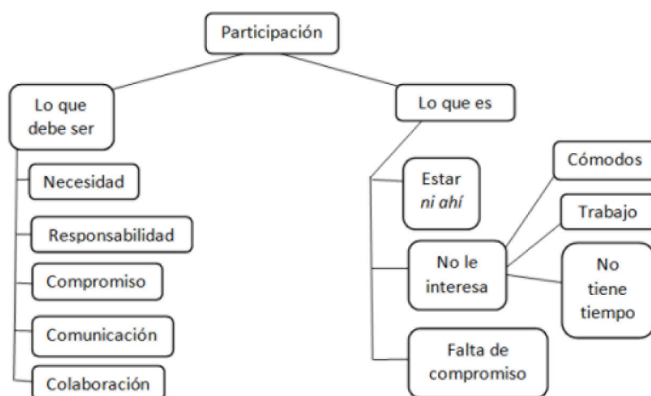 Participación
Lo que
debe ser
Necesidad
Responsabilidad
Compromiso
Comunicación
Colaboración
Lo que es
Estar
ni ahí
No le
interesa
Cómodos
Trabajo
No
tiene
tiempo
Falta de
compromiso